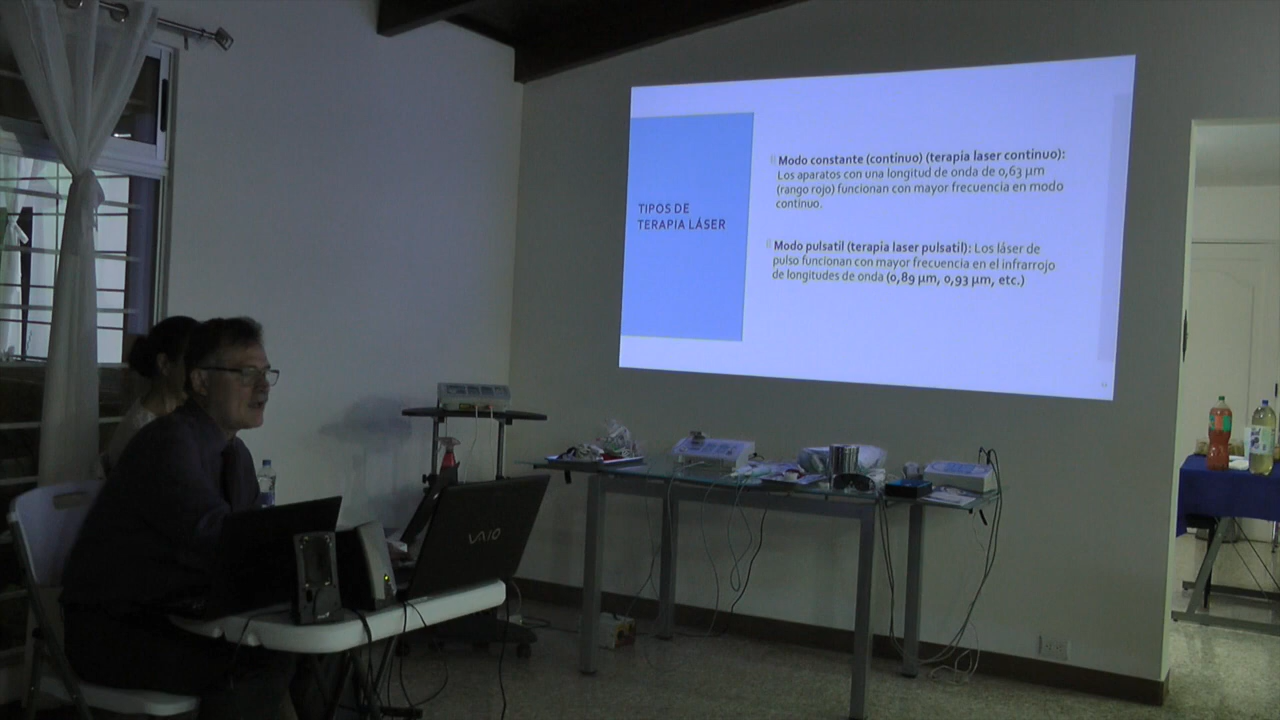 TIPOS DE
TERAPIA LÁSER
Modo constante (continuo) (terapia laser continuo):
Los aparatos con una longitud de onda de 0,63 µm
(rango rojo) funcionan con mayor frecuencia en modo
continuo.
Modo pulsatil (terapia laser pulsatil): Los láser de
pulso funcionan con mayor frecuencia en el infrarrojo
de longitudes de onda (0,89 µm, 0,93 µm, etc.)
VAIO